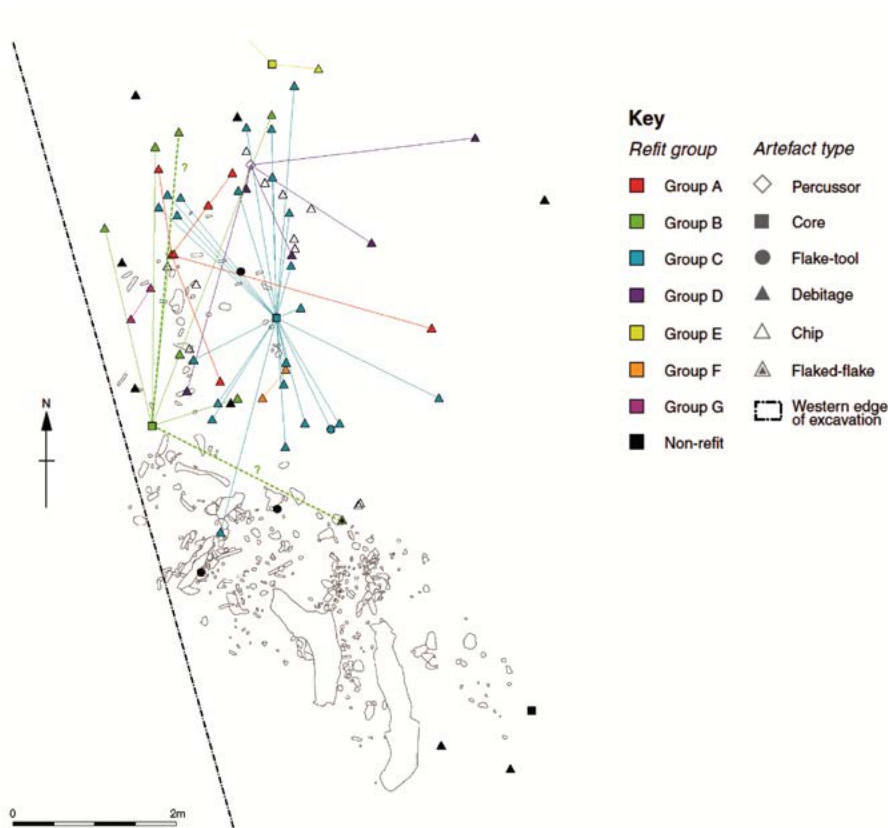 ?
N
?
0
2m
Key
Refit group
Artefact type
Group A
Percussor
Group B
Core
Group C
Flake-tool
Group D
Debitage
Group E
Chip
Group F
Flaked-flake
Group G
Western edge
of excavation
Non-refit